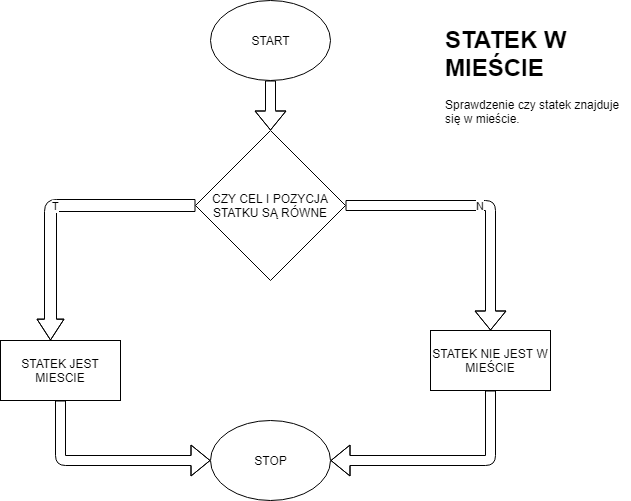 START
STATEK W
MIEŚCIE
Sprawdzenie czy statek znajduje
się w mieście.
CZY CEL I POZYCJA
STATKU SĄ RÓWNE
T
N
STATEK JEST
MIESCIE
STATEK NIE JEST W
MIEŚCIE
STOP